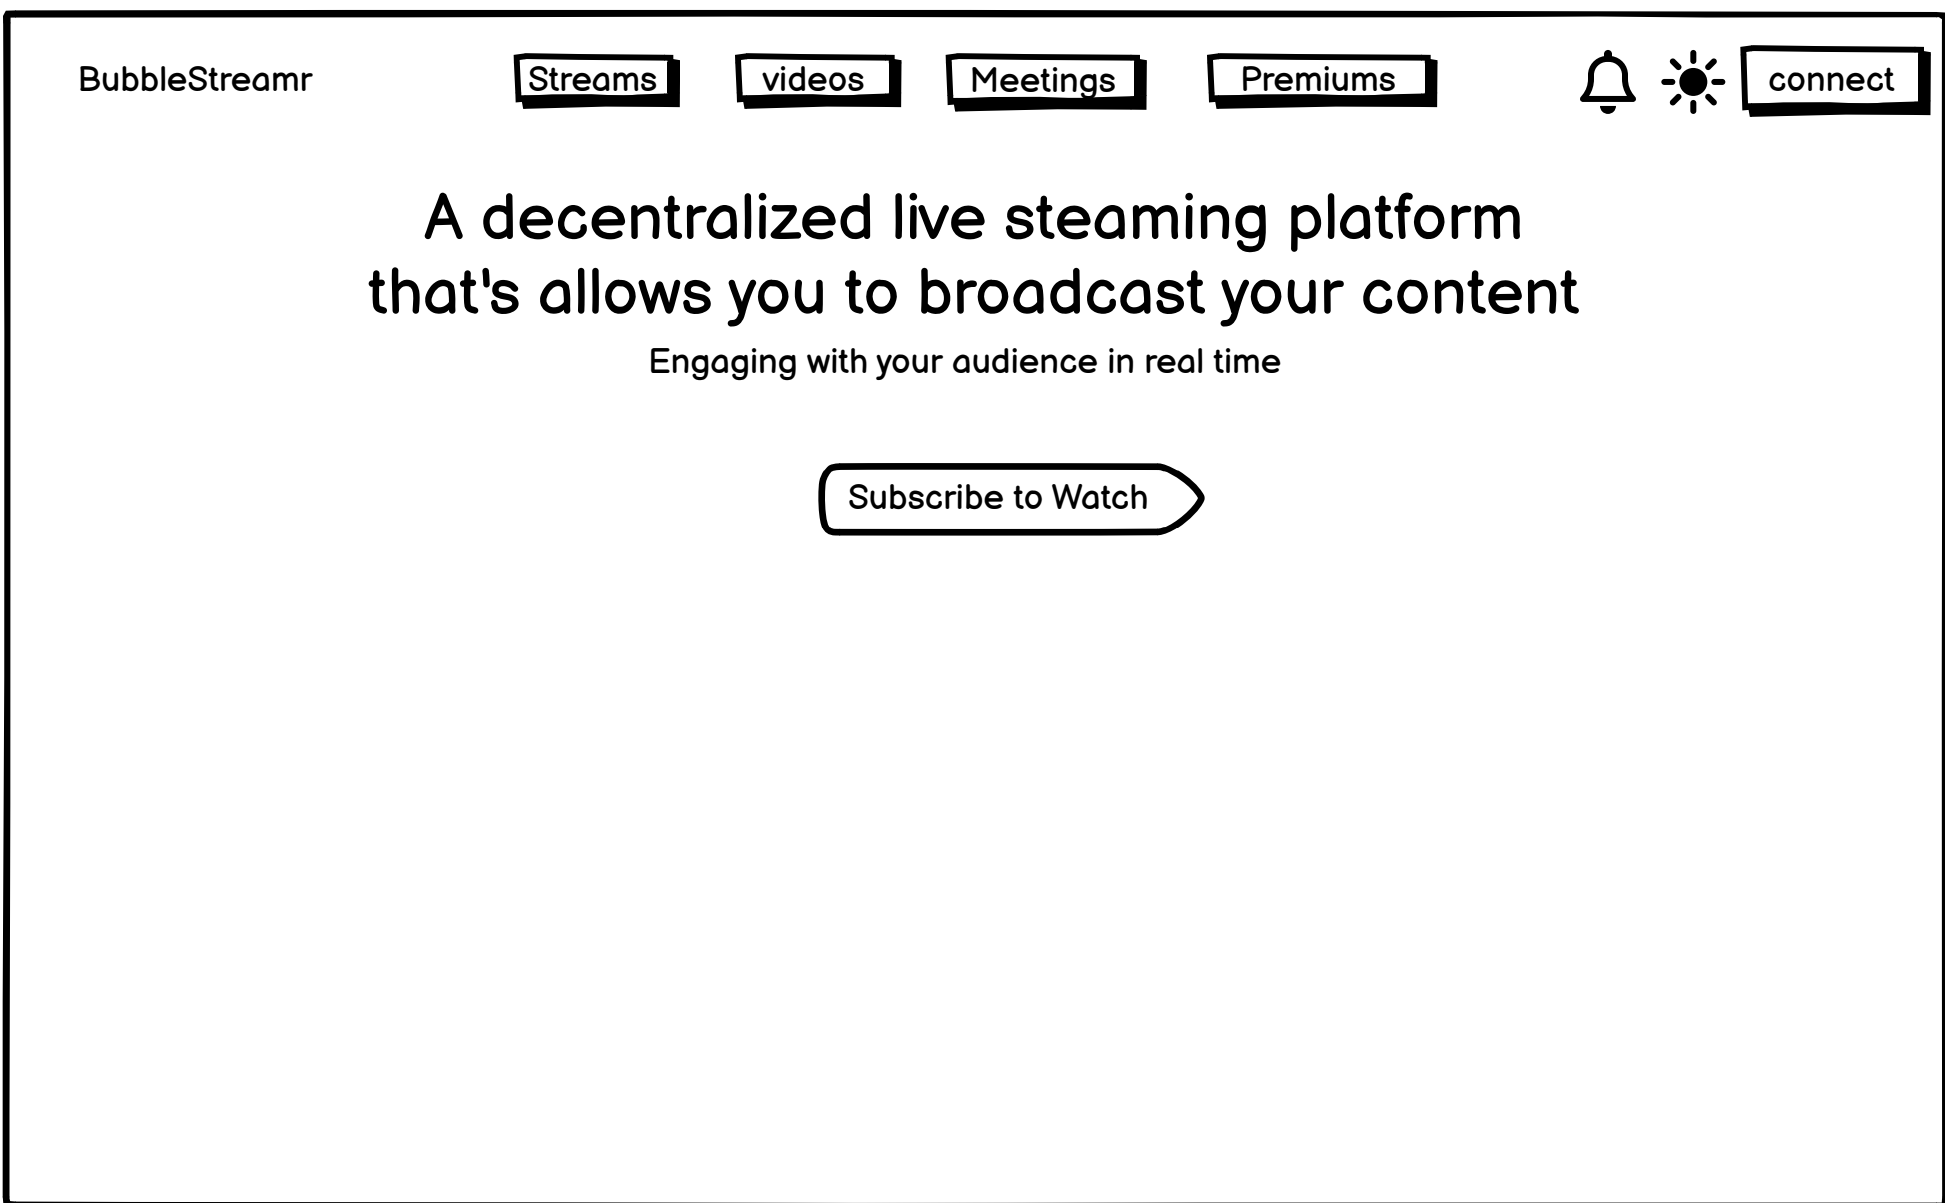 BubbleStreamr
Streams
videos
Meetings
Premiums
connect
A decentralized live steaming platform
that's allows you to broadcast your content
Engaging with your audience in real time
Subscribe to Watch